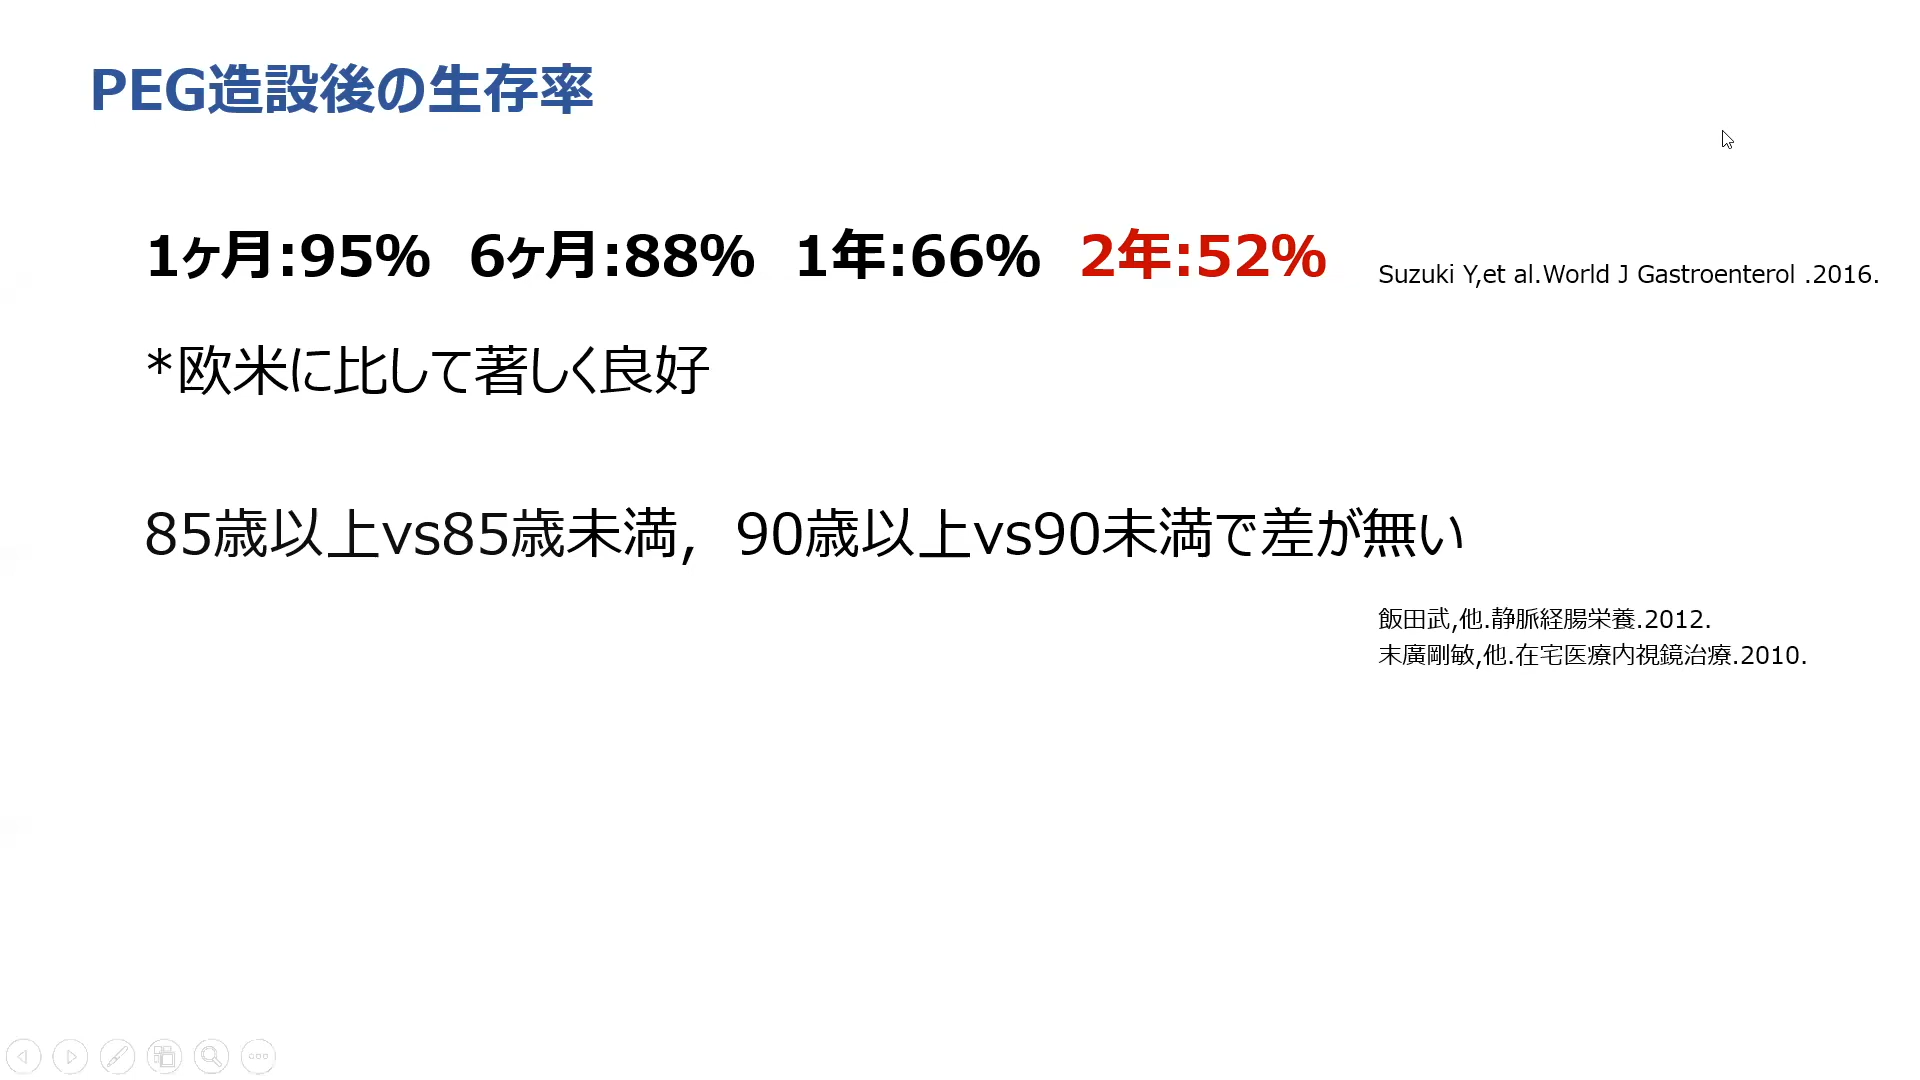 PEG造設後の生存率
1ヶ月:95% 6ヶ月:88% 1年:66% 2年:52%
Suzuki Y,et al.World J Gastroenterol .2016.
*欧米に比して著しく良好
85歳以上vs85歳未満, 90歳以上vs90未満で差が無い
飯田武,他.静脈経腸栄養.2012.
末廣剛敏,他.在宅医療内視鏡治療.2010.